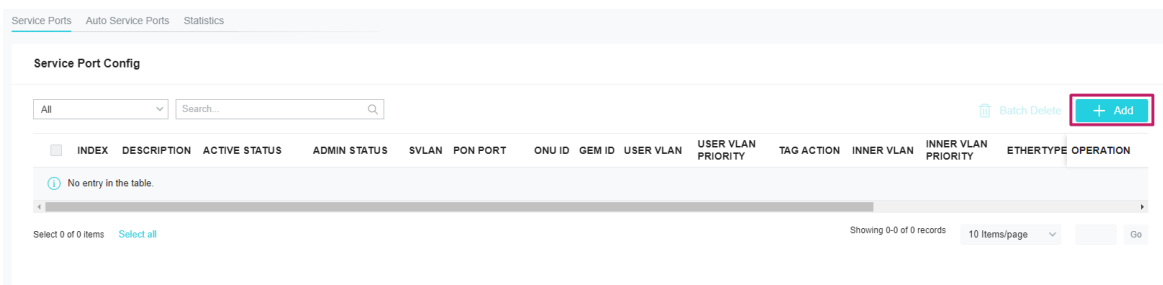 Service Ports Auto Service Ports Statistics
Service Port Config
All Search... Batch Delete + Add
INDEX DESCRIPTION ACTIVE STATUS ADMIN STATUS SVLAN PON PORT ONU ID GEM ID USER VLAN USER VLAN PRIORITY TAG ACTION INNER VLAN INNER VLAN PRIORITY ETHERTYPE OPERATION
No entry in the table.
Select 0 of 0 items Select all Showing 0-0 of 0 records 10 Items/page Go